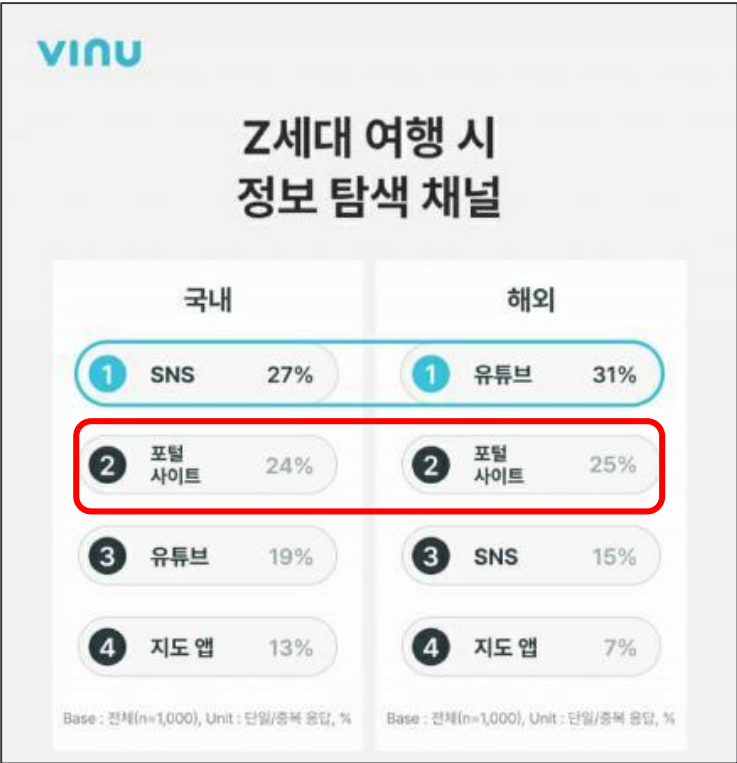 VINU
Z세대 여행 시
정보 탐색 채널
국내
1 SNS 27%
2 포털
사이트 24%
3 유튜브 19%
4 지도 앱 13%
Base : 전체(n=1,000), Unit : 단일/중복 응답, %
해외
1 유튜브 31%
2 포털
사이트 25%
3 SNS 15%
4 지도 앱 7%
Base : 전체(n=1,000), Unit : 단일/중복 응답, %